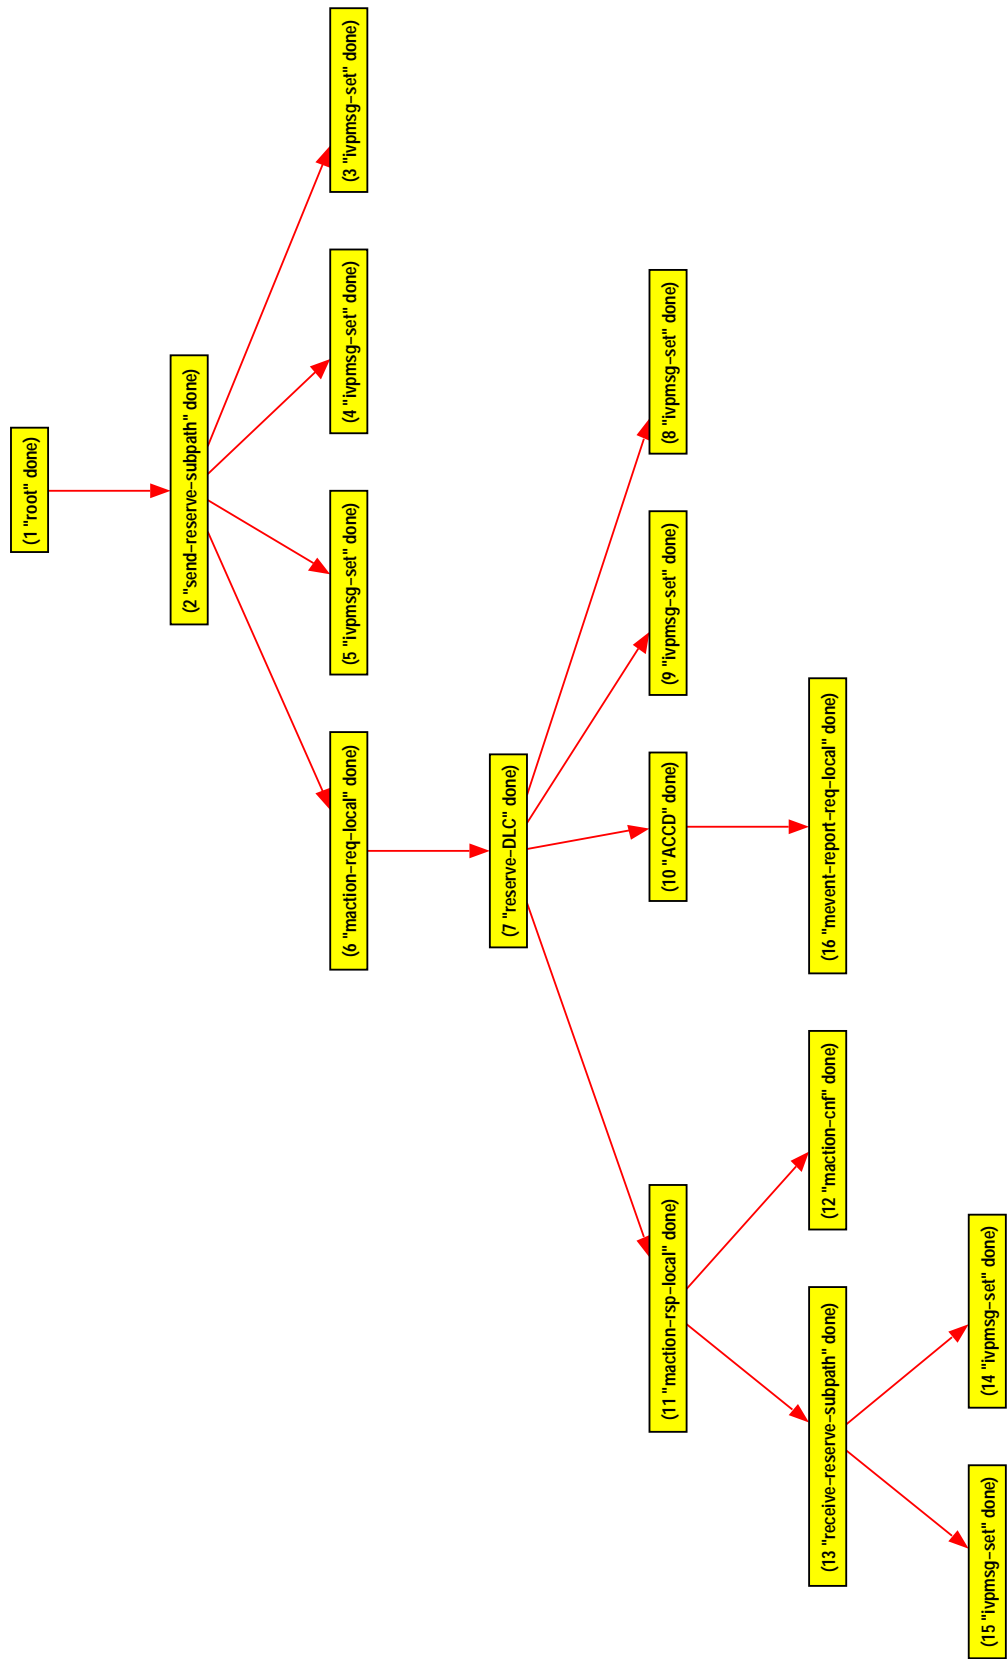 (1 "root" done)
(2 "send−reserve−subpath" done)
(3 "ivpmsg−set" done)
(4 "ivpmsg−set" done)
(5 "ivpmsg−set" done)
(6 "maction−req−local" done)
(7 "reserve−DLC" done)
(8 "ivpmsg−set" done)
(9 "ivpmsg−set" done)
(10 "ACCD" done)
(11 "maction−rsp−local" done)
(16 "mevent−report−req−local" done)
(12 "maction−cnf" done)
(13 "receive−reserve−subpath" done)
(14 "ivpmsg−set" done)
(15 "ivpmsg−set" done)